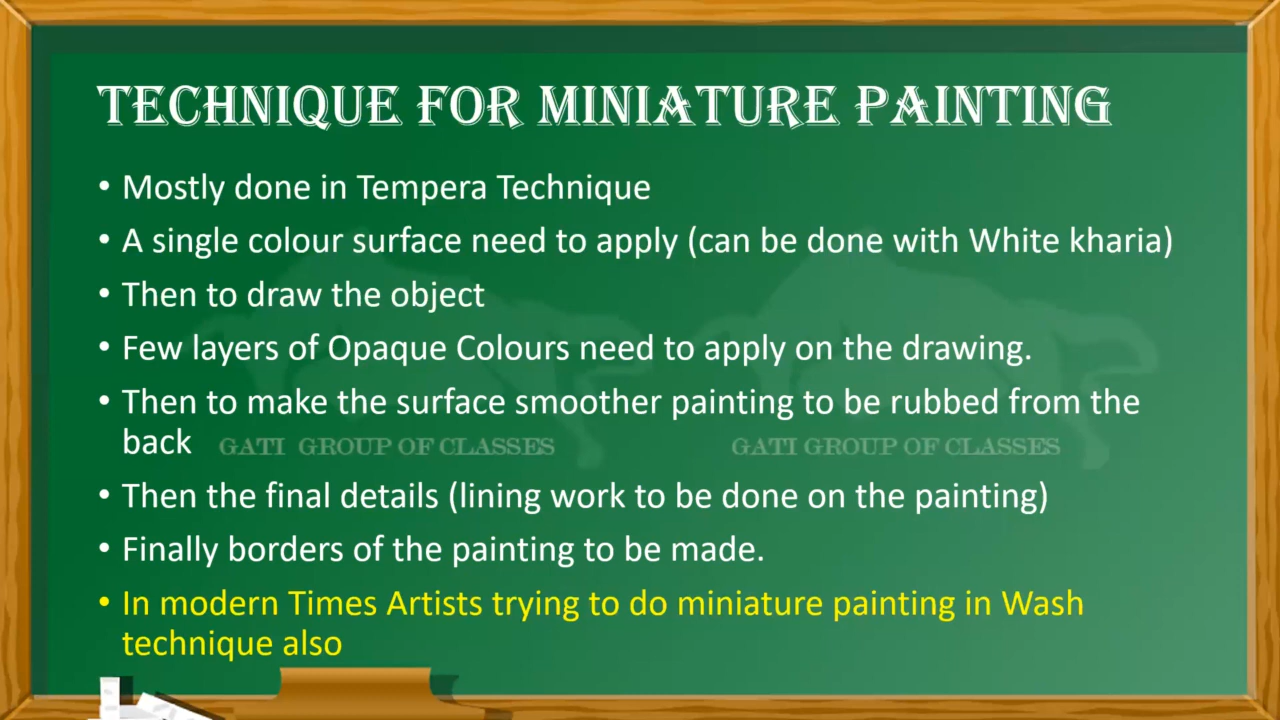 TECHNIQUE FOR MINIATURE PAINTING
• Mostly done in Tempera Technique
• A single colour surface need to apply (can be done with White kharia)
• Then to draw the object
• Few layers of Opaque Colours need to apply on the drawing.
• Then to make the surface smoother painting to be rubbed from the
back
GATI GROUP OF CLASSES GATI GROUP OF CLASSES
• Then the final details (lining work to be done on the painting)
• Finally borders of the painting to be made.
• In modern Times Artists trying to do miniature painting in Wash
technique also